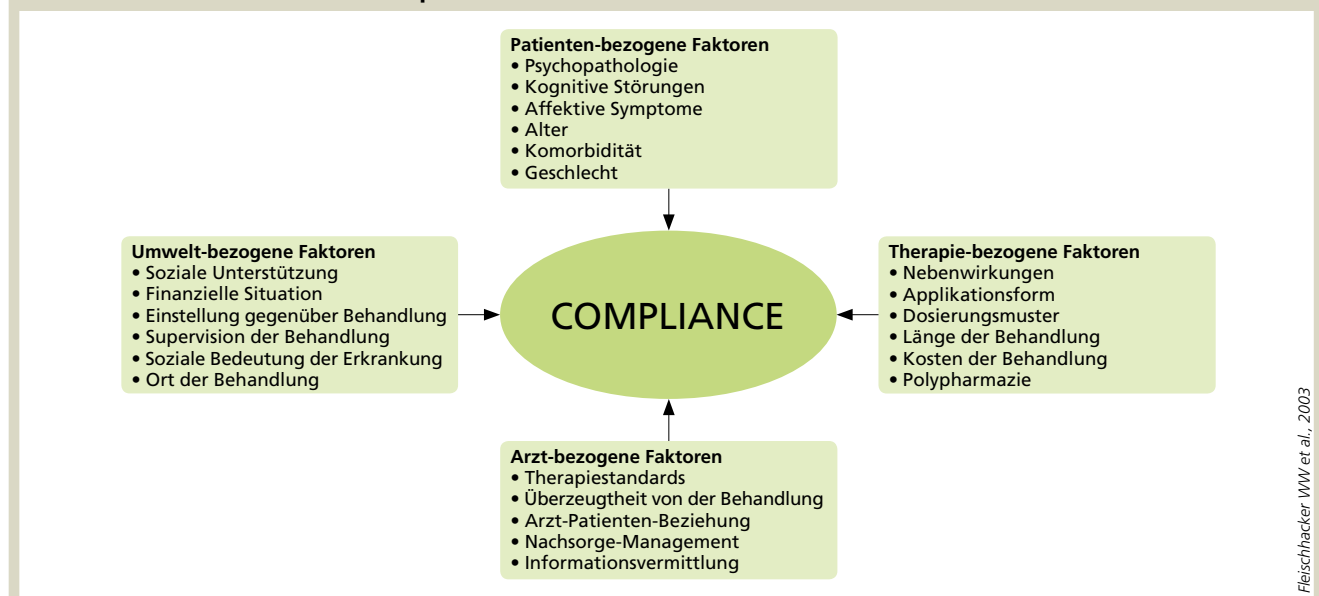 Patienten-bezogene Faktoren
• Psychopathologie
• Kognitive Störungen
• Affektive Symptome
• Alter
• Komorbidität
• Geschlecht
Umwelt-bezogene Faktoren
• Soziale Unterstützung
• Finanzielle Situation
• Einstellung gegenüber Behandlung
• Supervision der Behandlung
• Soziale Bedeutung der Erkrankung
• Ort der Behandlung
COMPLIANCE
Therapie-bezogene Faktoren
• Nebenwirkungen
• Applikationsform
• Dosierungsmuster
• Länge der Behandlung
• Kosten der Behandlung
• Polypharmazie
Arzt-bezogene Faktoren
• Therapiestandards
• Überzeugtheit von der Behandlung
• Arzt-Patienten-Beziehung
• Nachsorge-Management
• Informationsvermittlung
Fleischhacker WW et al., 2003